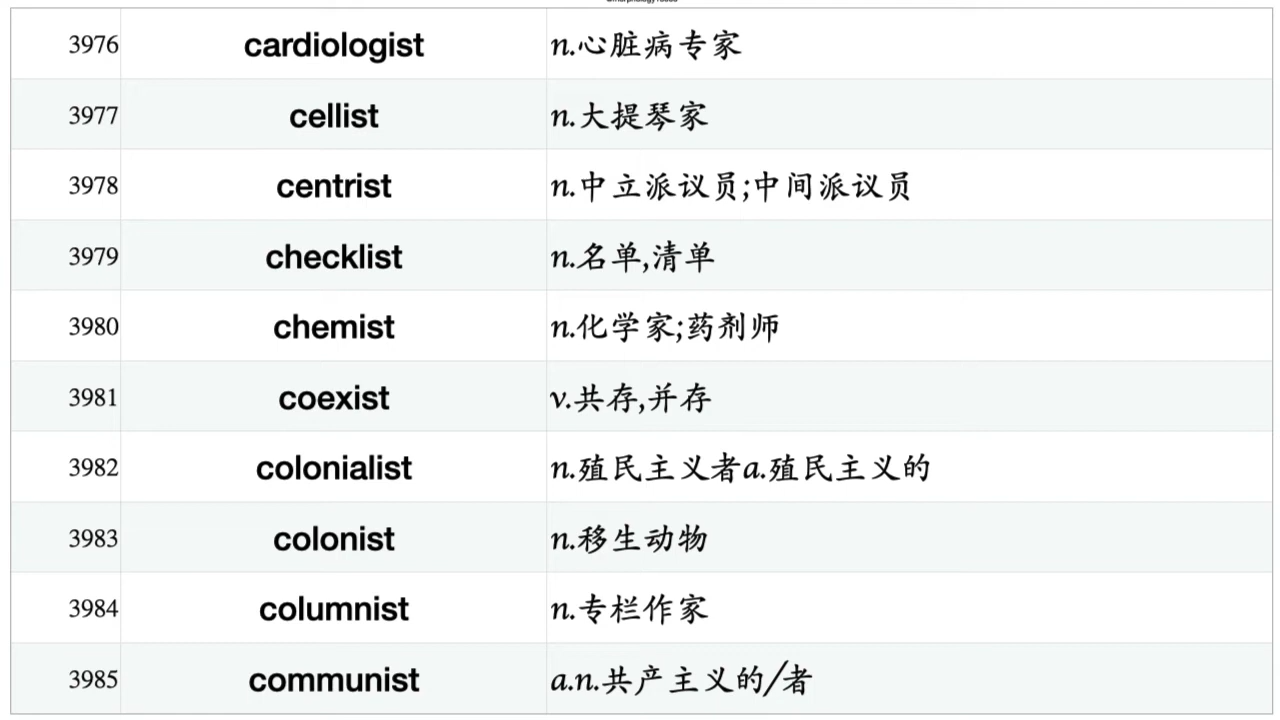 3976 cardiologist n.心脏病专家
3977 cellist n.大提琴家
3978 centrist n.中立派议员;中间派议员
3979 checklist n.名单,清单
3980 chemist n.化学家;药剂师
3981 coexist v.共存,并存
3982 colonialist n.殖民主义者a.殖民主义的
3983 colonist n.移生动物
3984 columnist n.专栏作家
3985 communist a.n.共产主义的/者